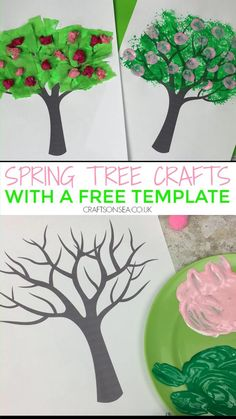 SPRING TREE CRAFTS
WITH A FREE TEMPLATE
CRAFTSONSEA.CO.UK